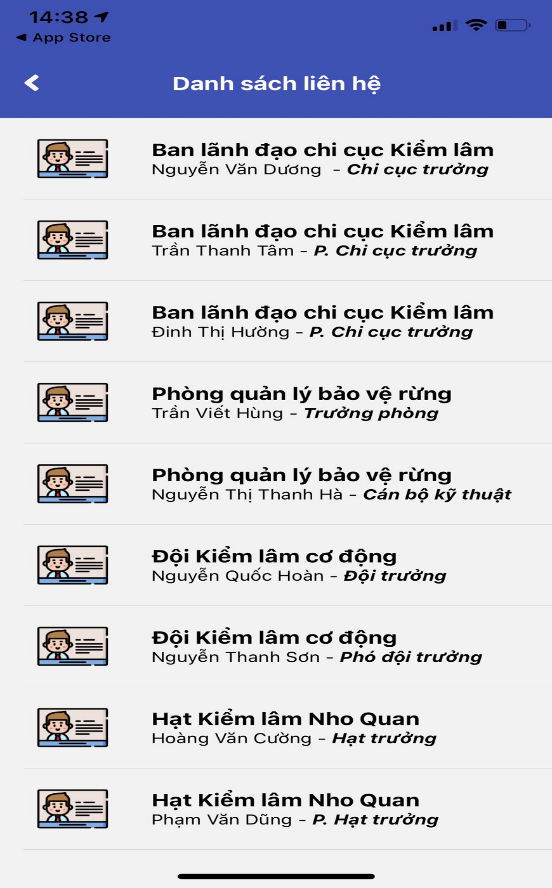 14:38
App Store
Danh sách liên hệ
Ban lãnh đạo chi cục Kiểm lâm
Nguyễn Văn Dương - Chi cục trưởng
Ban lãnh đạo chi cục Kiểm lâm
Trần Thanh Tâm - P. Chi cục trưởng
Ban lãnh đạo chi cục Kiểm lâm
Đinh Thị Hường - P. Chi cục trưởng
Phòng quản lý bảo vệ rừng
Trần Viết Hùng - Trưởng phòng
Phòng quản lý bảo vệ rừng
Nguyễn Thị Thanh Hà - Cán bộ kỹ thuật
Đội Kiểm lâm cơ động
Nguyễn Quốc Hoàn - Đội trưởng
Đội Kiểm lâm cơ động
Nguyễn Thanh Sơn - Phó đội trưởng
Hạt Kiểm lâm Nho Quan
Hoàng Văn Cường - Hạt trưởng
Hạt Kiểm lâm Nho Quan
Phạm Văn Dũng - P. Hạt trưởng